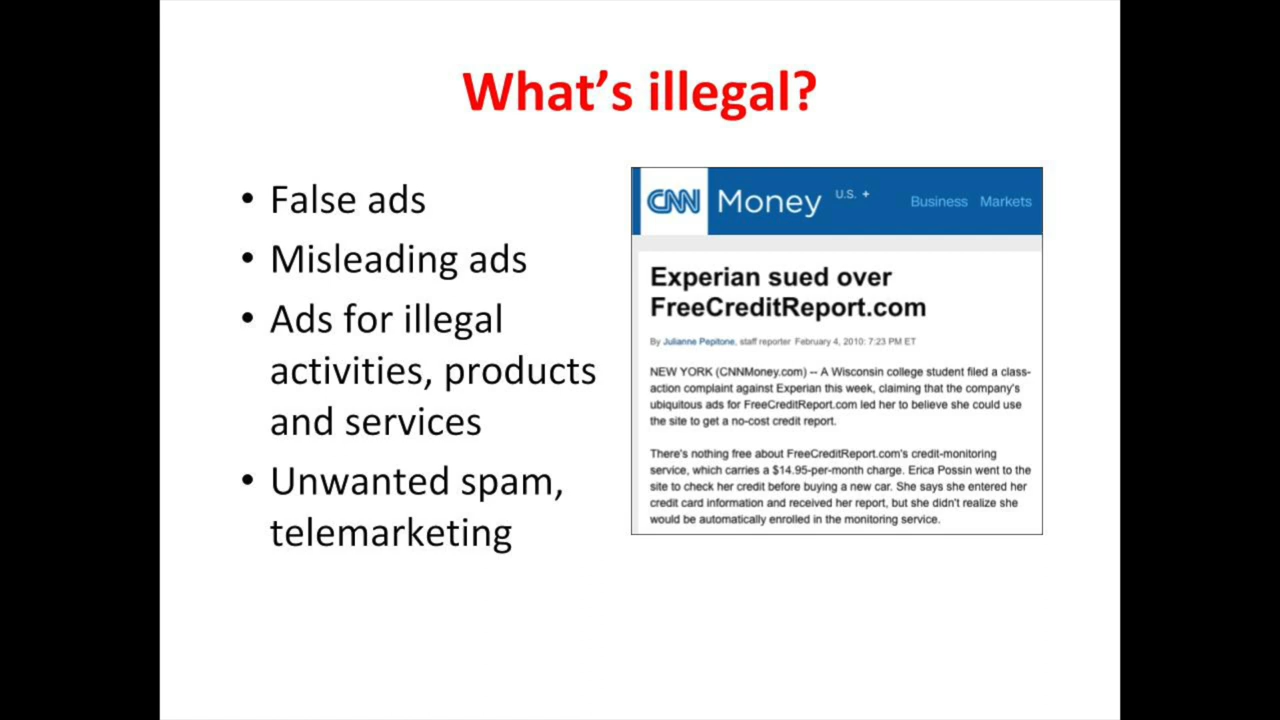 What's illegal?
• False ads
• Misleading ads
• Ads for illegal
activities, products
and services
• Unwanted spam,
telemarketing
CNN Money U.S. + Business Markets
Experian sued over
FreeCreditReport.com
By Julianne Pepitone, staff reporter February 4, 2010: 7:23 PM ET
NEW YORK (CNNMoney.com) -- A Wisconsin college student filed a class-
action complaint against Experian this week, claiming that the company's
ubiquitous ads for FreeCreditReport.com led her to believe she could use
the site to get a no-cost credit report.
There's nothing free about FreeCreditReport.com's credit-monitoring
service, which carries a $14.95-per-month charge. Erica Possin went to the
site to check her credit before buying a new car. She says she entered her
credit card information and received her report, but she didn't realize she
would be automatically enrolled in the monitoring service.